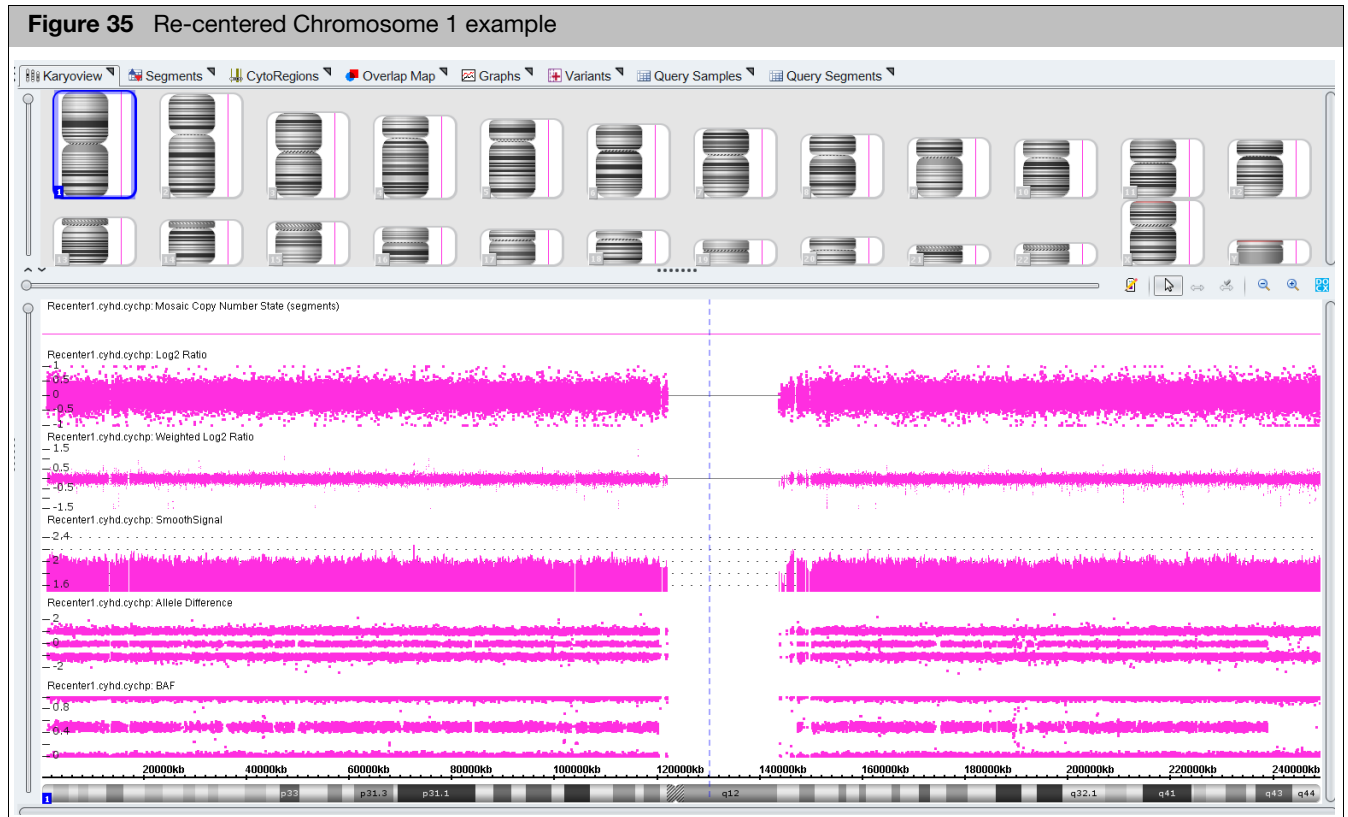 Figure 35 Re-centered Chromosome 1 example
Karyoview Segments CytoRegions Overlap Map Graphs Variants Query Samples Query Segments
1
Recenter1.cyhd.cychp: Mosaic Copy Number State (segments)
Recenter1.cyhd.cychp: Log2 Ratio
1
0.5
0
-0.5
-1
Recenter1.cyhd.cychp: Weighted Log2 Ratio
1.5
0.5
-0.5
-1.5
Recenter1.cyhd.cychp: SmoothSignal
2.4
2
1.6
Recenter1.cyhd.cychp: Allele Difference
2
0
-2
Recenter1.cyhd.cychp: BAF
0.8
0.4
0
20000kb 40000kb 60000kb 80000kb 100000kb 120000kb 140000kb 160000kb 180000kb 200000kb 220000kb 240000kb
1 p33 p31.3 p31.1 q12 q32.1 q41 q43 q44